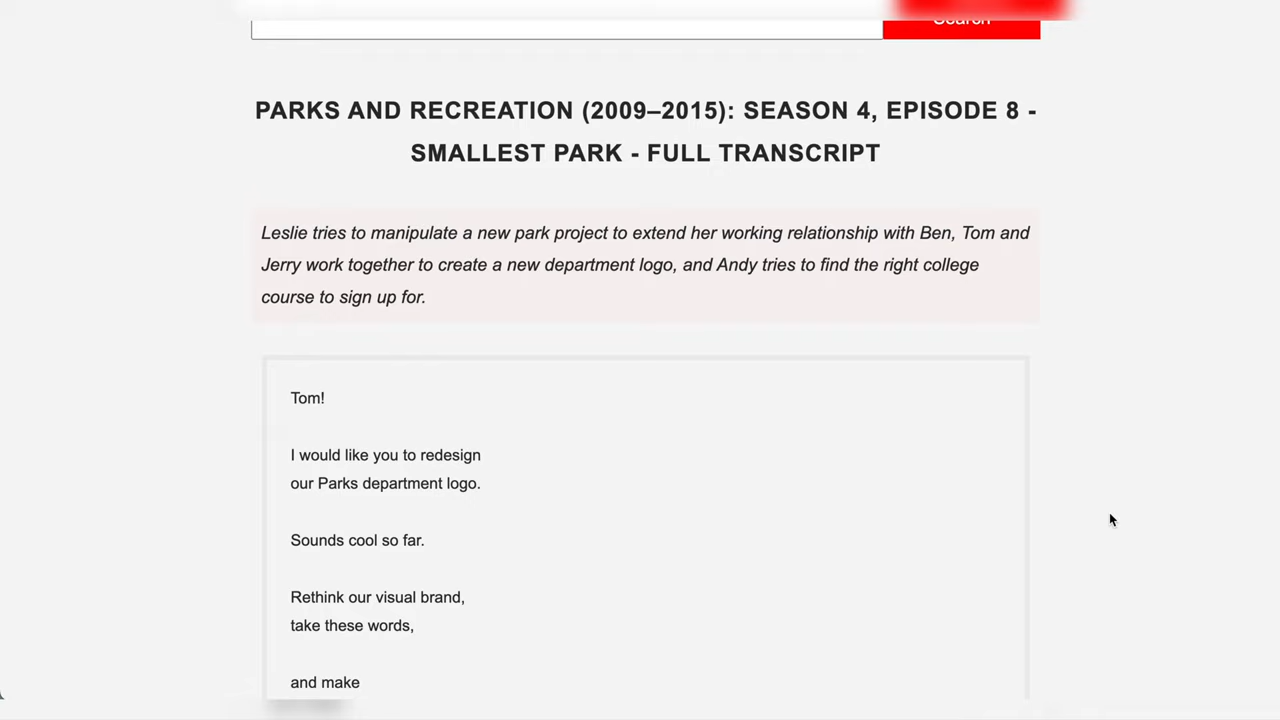 Search
PARKS AND RECREATION (2009–2015): SEASON 4, EPISODE 8 -
SMALLEST PARK - FULL TRANSCRIPT
Leslie tries to manipulate a new park project to extend her working relationship with Ben, Tom and
Jerry work together to create a new department logo, and Andy tries to find the right college
course to sign up for.
Tom!
I would like you to redesign
our Parks department logo.
Sounds cool so far.
Rethink our visual brand,
take these words,
and make